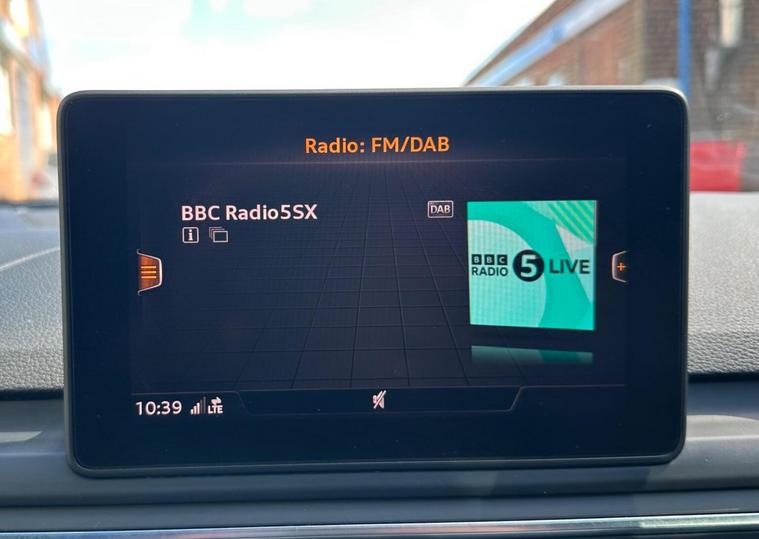 Radio: FM/DAB
BBC Radio5SX
DAB
i
BBC
RADIO 5 LIVE
10:39
LTE